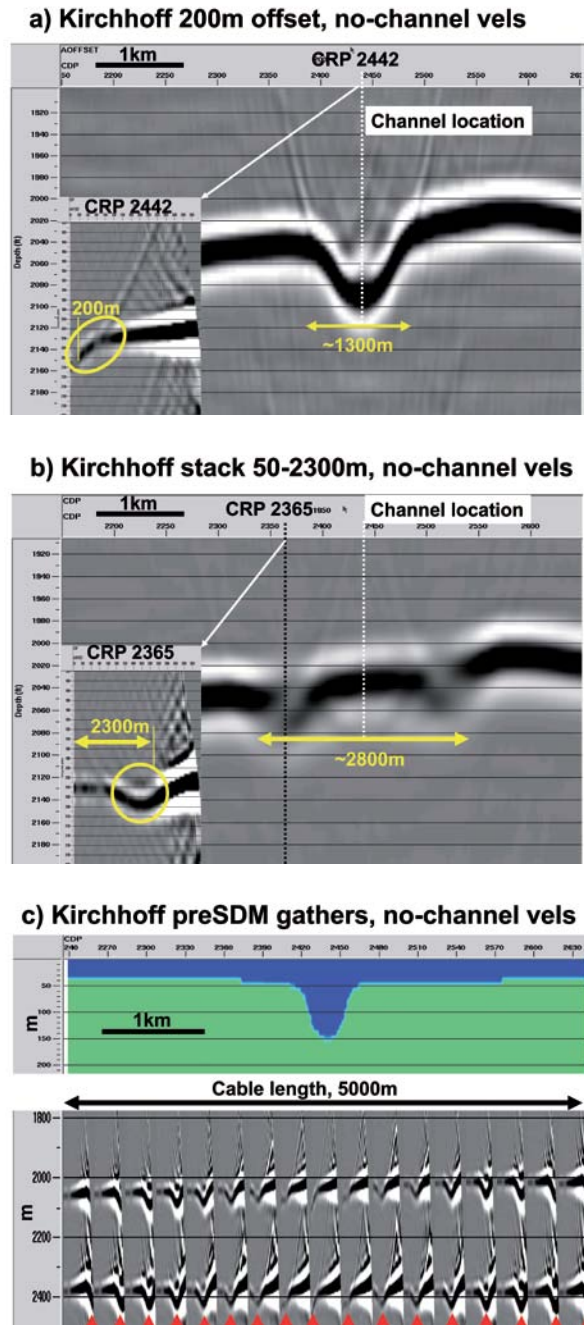 a) Kirchhoff 200m offset, no-channel vels
AOFFSET
CDP
1km
CRP 2442
50 2200 2250 2300 2350 2400 2450 2500 2550 2600
Channel location
Depth (ft)
1920
1940
1960
1980
2000
2020
2040
2060
2080
2100
2120
2140
2160
2180
CRP 2442
200m
~1300m
b) Kirchhoff stack 50-2300m, no-channel vels
CDP
CDP
1km
CRP 2365
Channel location
2200 2250 2300 2350 2400 2450 2500 2550 2600
Depth (ft)
1920
1940
1960
1980
2000
2020
2040
2060
2080
2100
2120
2140
2160
2180
CRP 2365
2300m
~2800m
c) Kirchhoff preSDM gathers, no-channel vels
CDP
240 2270 2300 2330 2360 2390 2420 2450 2480 2510 2540 2570 2600 2630
m
50
100
150
200
1km
Cable length, 5000m
m
1800
2000
2200
2400